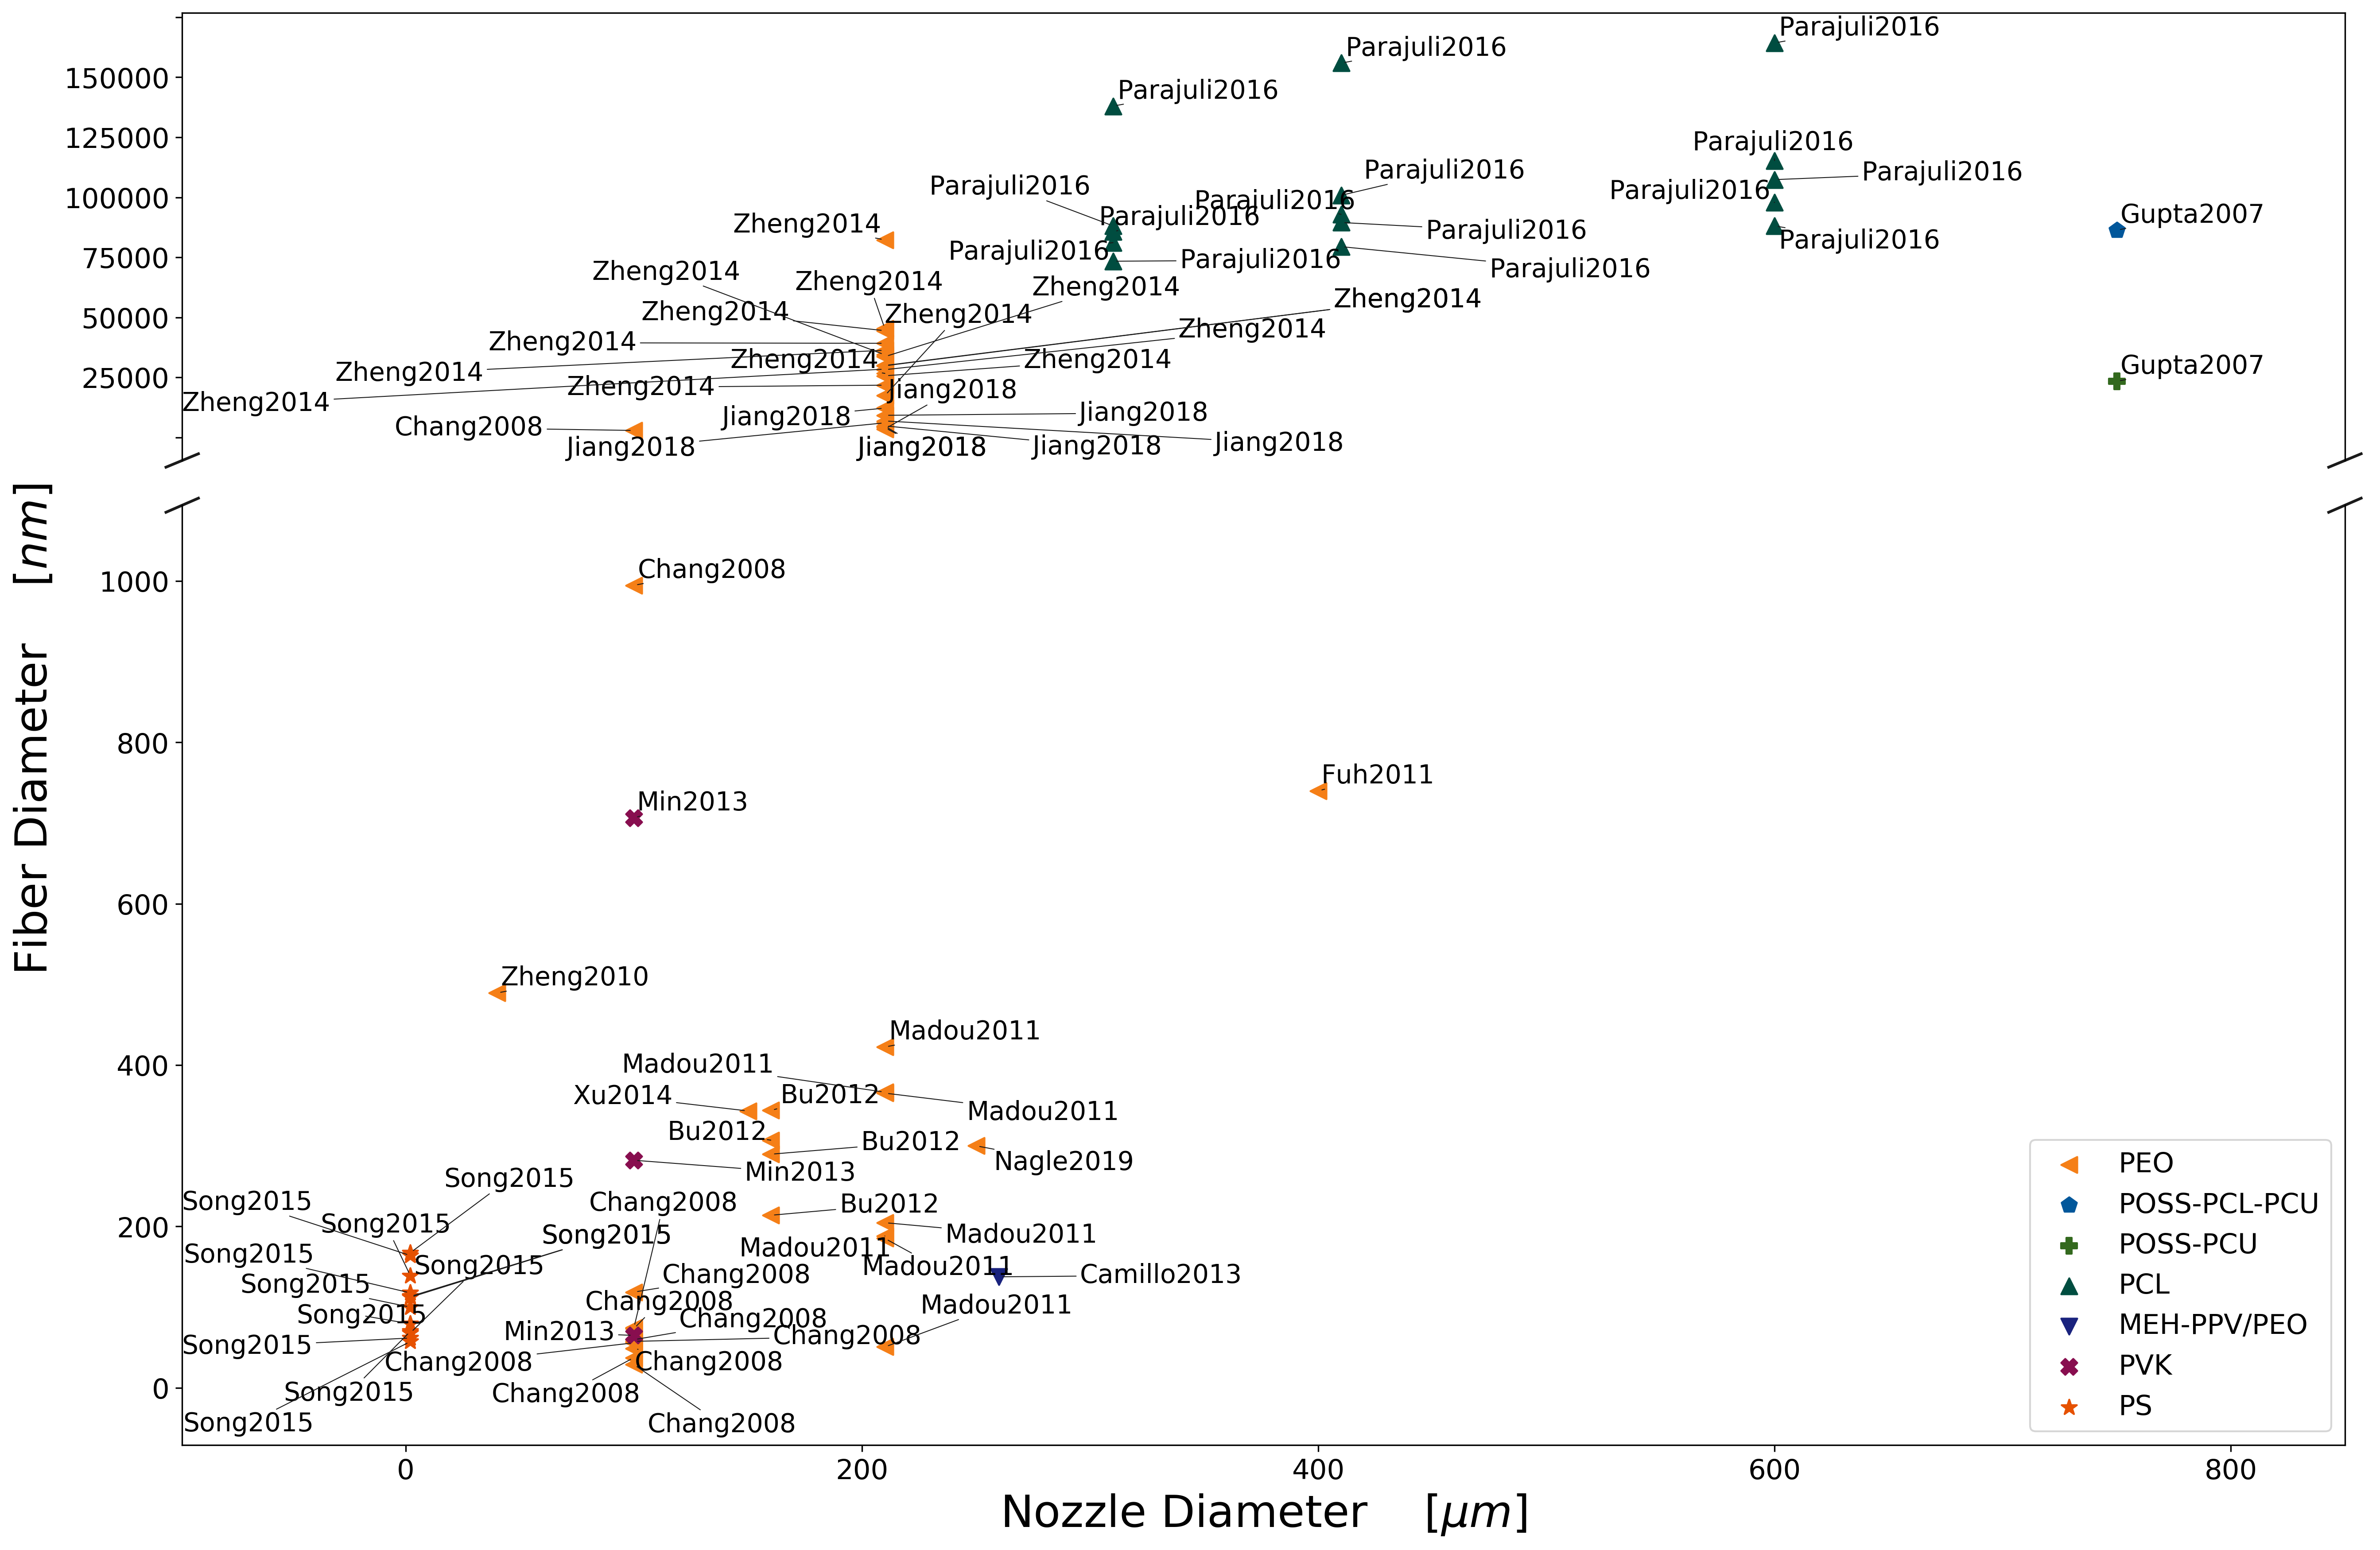 Parajuli2016
Parajuli2016
150000
Parajuli2016
125000
Parajuli2016
Parajuli2016
Parajuli2016
Parajuli2016
Parajuli2016
100000
Parajuli2016
Parajuli2016
Gupta2007
Zheng2014
Parajuli2016
Parajuli2016
Parajuli2016
75000
Parajuli2016
Parajuli2016
Zheng2014
Zheng2014
Zheng2014
Zheng2014
Zheng2014
Zheng2014
50000
Zheng2014
Zheng2014
Zheng2014
Zheng2014
Gupta2007
Zheng2014
25000
Zheng2014
Jiang2018
Zheng2014
Jiang2018
Jiang2018
Chang2008
Jiang2018
Jiang2018
Jiang2018
Jiang2018
Fiber Diameter [nm]
Chang2008
1000
Min2013
800
Fuh2011
600
Zheng2010
Madou2011
400
Madou2011
Xu2014
Bu2012
Madou2011
Bu2012
Bu2012
Nagle2019
Min2013
Song2015
Song2015
Chang2008
Bu2012
200
Song2015
Song2015
Madou2011
Song2015
Madou2011
Song2015
Madou2011
Song2015
Chang2008
Camillo2013
Song2015
Chang2008
Madou2011
Chang2008
Min2013
Chang2008
Song2015
Chang2008
Chang2008
0
Song2015
Chang2008
Song2015
Chang2008
PEO
POSS-PCL-PCU
POSS-PCU
PCL
MEH-PPV/PEO
PVK
PS
0
200
400
600
800
Nozzle Diameter [μm]